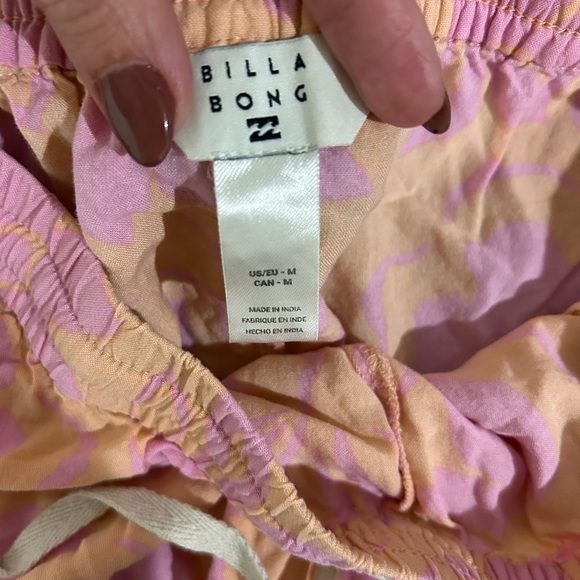 BILLA
BONG
US/EU - M
CAN - M
MADE IN INDIA
FABRIQUE EN INDE
HECHO EN INDIA